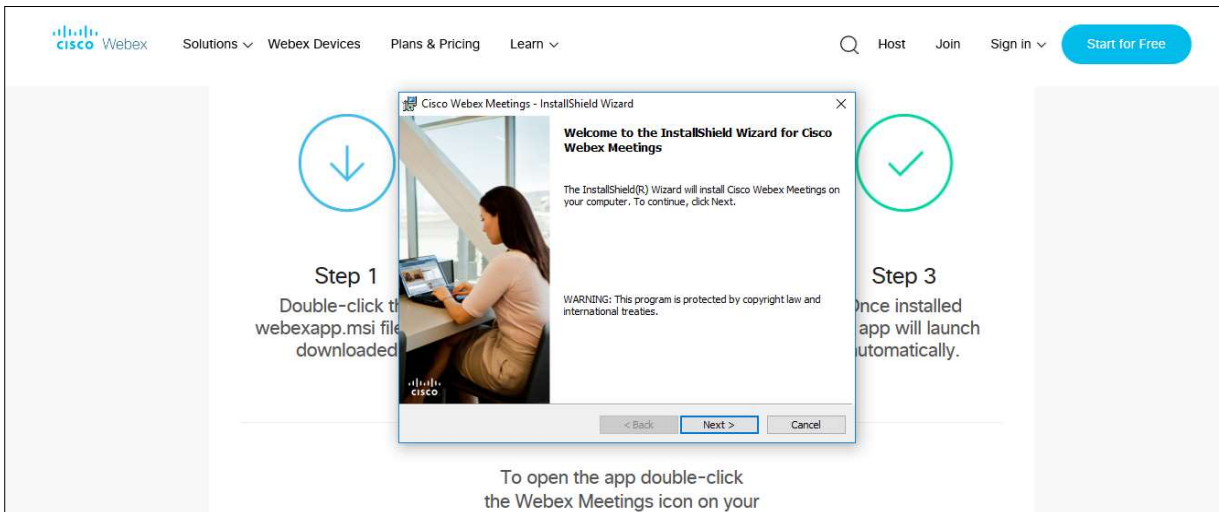 CISCO Webex
Solutions Webex Devices Plans & Pricing Learn Host Join Sign in Start for Free
Cisco Webex Meetings - InstallShield Wizard
Welcome to the InstallShield Wizard for Cisco
Webex Meetings
The InstallShield(R) Wizard will install Cisco Webex Meetings on
your computer. To continue, click Next.
WARNING: This program is protected by copyright law and
international treaties.
CISCO
< Back Next > Cancel
Step 1
Double-click
webexapp.msi
downloaded
Step 3
installed
app will launch
To open the app double-click
the Webex Meetings icon on your